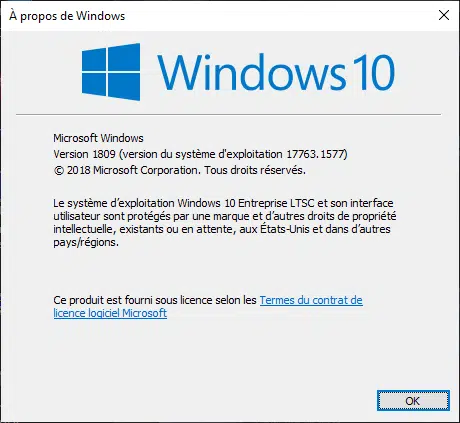 À propos de Windows
Windows 10
Microsoft Windows
Version 1809 (version du système d'exploitation 17763.1577)
© 2018 Microsoft Corporation. Tous droits réservés.
Le système d’exploitation Windows 10 Entreprise LTSC et son interface
utilisateur sont protégés par une marque et d’autres droits de propriété
intellectuelle, existants ou en attente, aux États-Unis et dans d’autres
pays/régions.
Ce produit est fourni sous licence selon les Termes du contrat de
licence logiciel Microsoft
OK